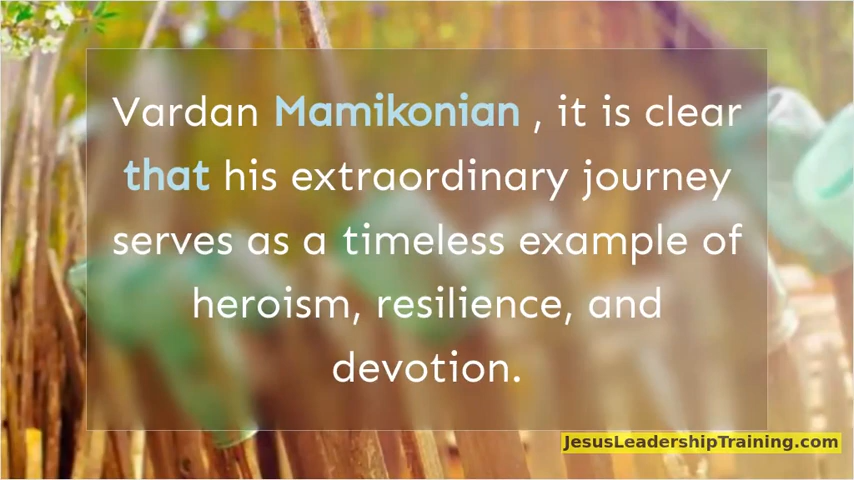 Vardan Mamikonian , it is clear
that his extraordinary journey
serves as a timeless example of
heroism, resilience, and
devotion.
JesusLeadershipTraining.com